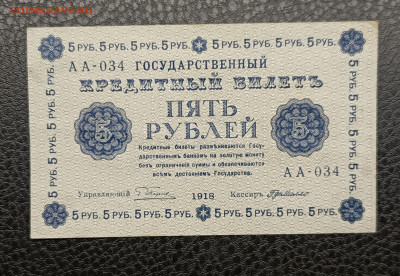 5 РУБ. 5 РУБ. 5 РУБ. 5 РУБ. 5 РУБ. 5 РУБ. 5 РУБ. 5 РУБ.
АА-034 ГОСУДАРСТВЕННЫЙ
КРЕДИТНЫЙ БИЛЕТЪ
ПЯТЬ
РУБЛЕЙ
5 5
Кредитные билеты размѣниваются Госу-
дарственнымъ банкомъ на золотую монету
безъ ограниченія суммы и обезпечиваются
всѣмъ достояніемъ Государства.
АА-034
Управляющій 1918 Кассиръ
5 РУБ. 5 РУБ. 5 РУБ. 5 РУБ. 5 РУБ. 5 РУБ. 5 РУБ. 5 РУБ.